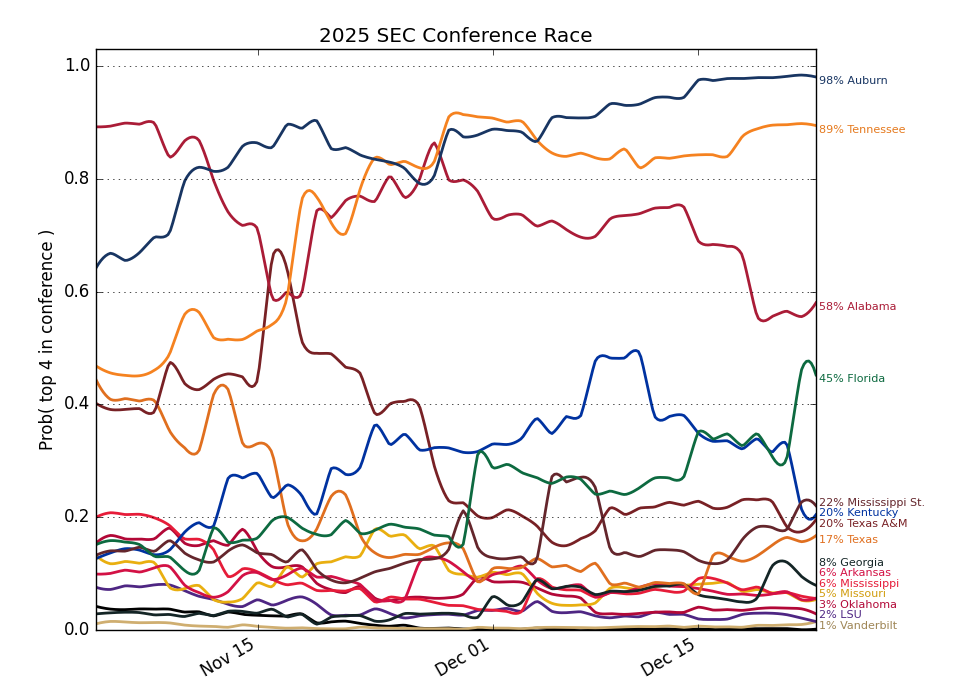 2025 SEC Conference Race
Prob( top 4 in conference )
1.0
0.8
0.6
0.4
0.2
0.0
Nov 15
Dec 01
Dec 15
98% Auburn
89% Tennessee
58% Alabama
45% Florida
22% Mississippi St.
20% Kentucky
20% Texas A&M
17% Texas
8% Georgia
6% Arkansas
6% Mississippi
5% Missouri
3% Oklahoma
2% LSU
1% Vanderbilt